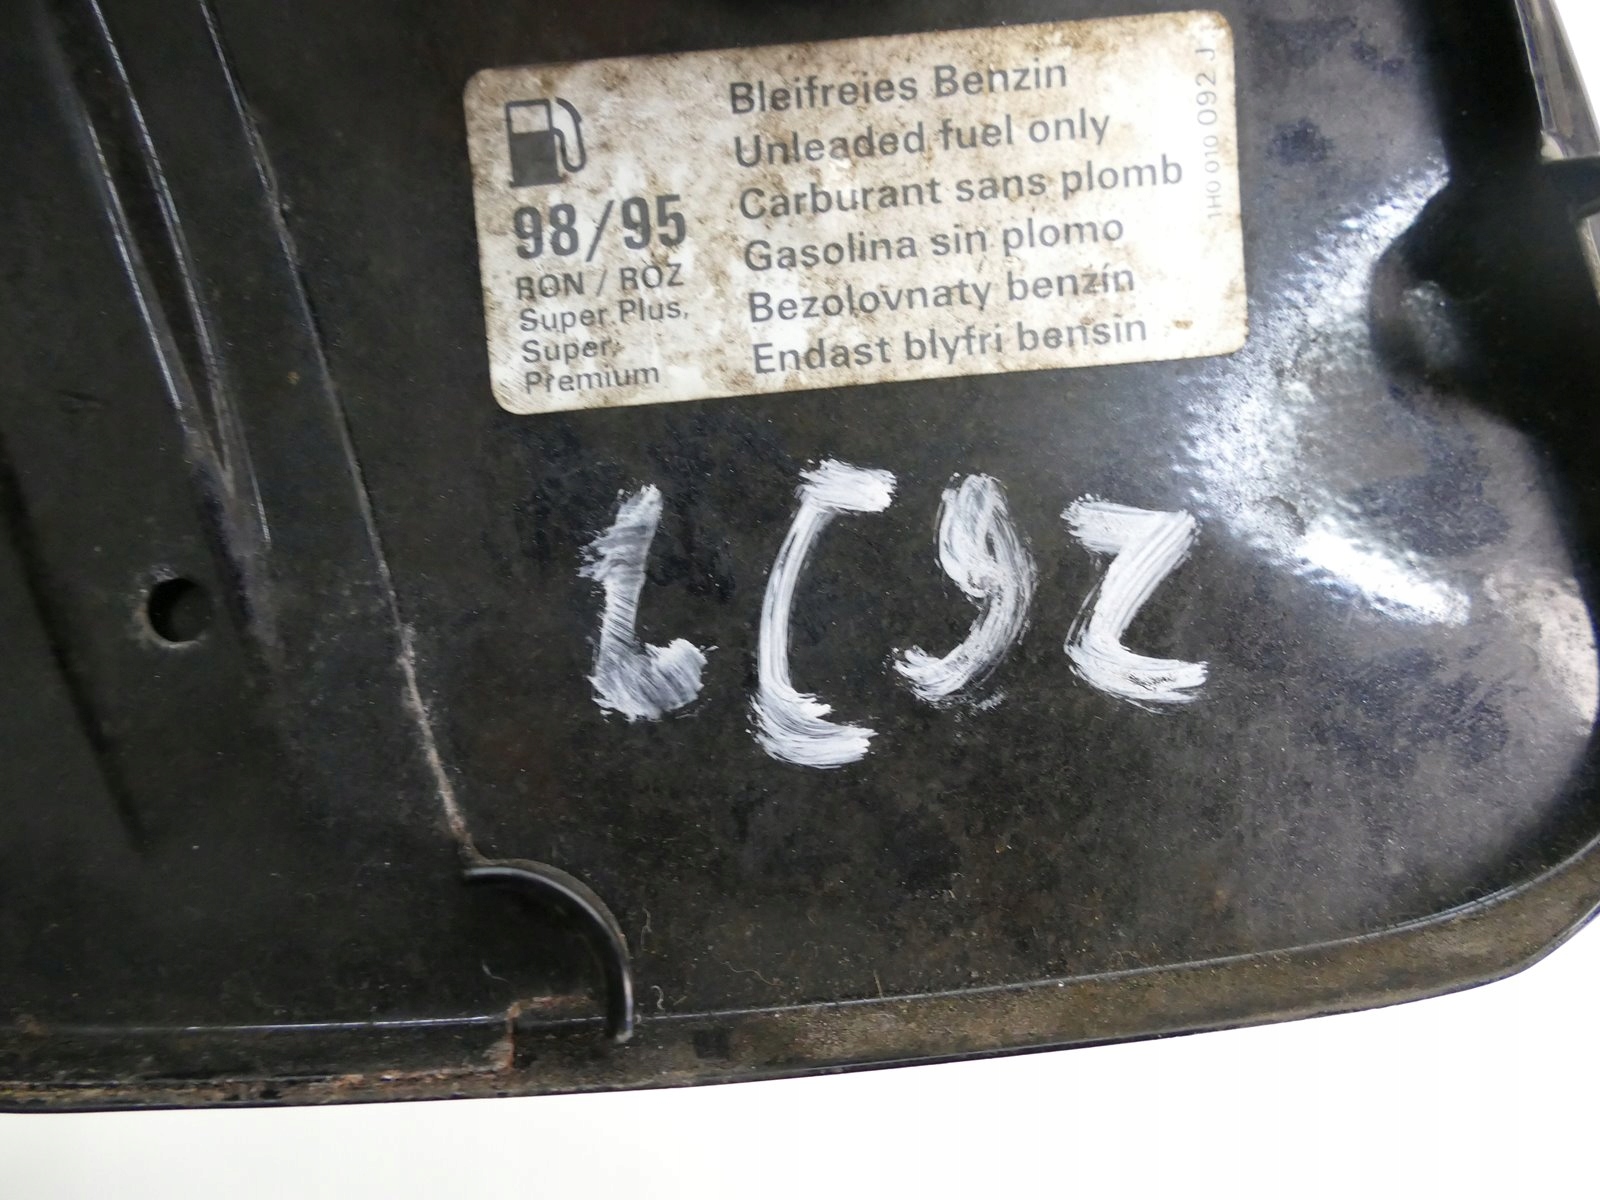 98/95
RON / ROZ
Super Plus,
Super
Premium
Bleifreies Benzin
Unleaded fuel only
Carburant sans plomb
Gasolina sin plomo
Bezolovnaty benzín
Endast blyfri bensin
1H0 010 092 J
LC92